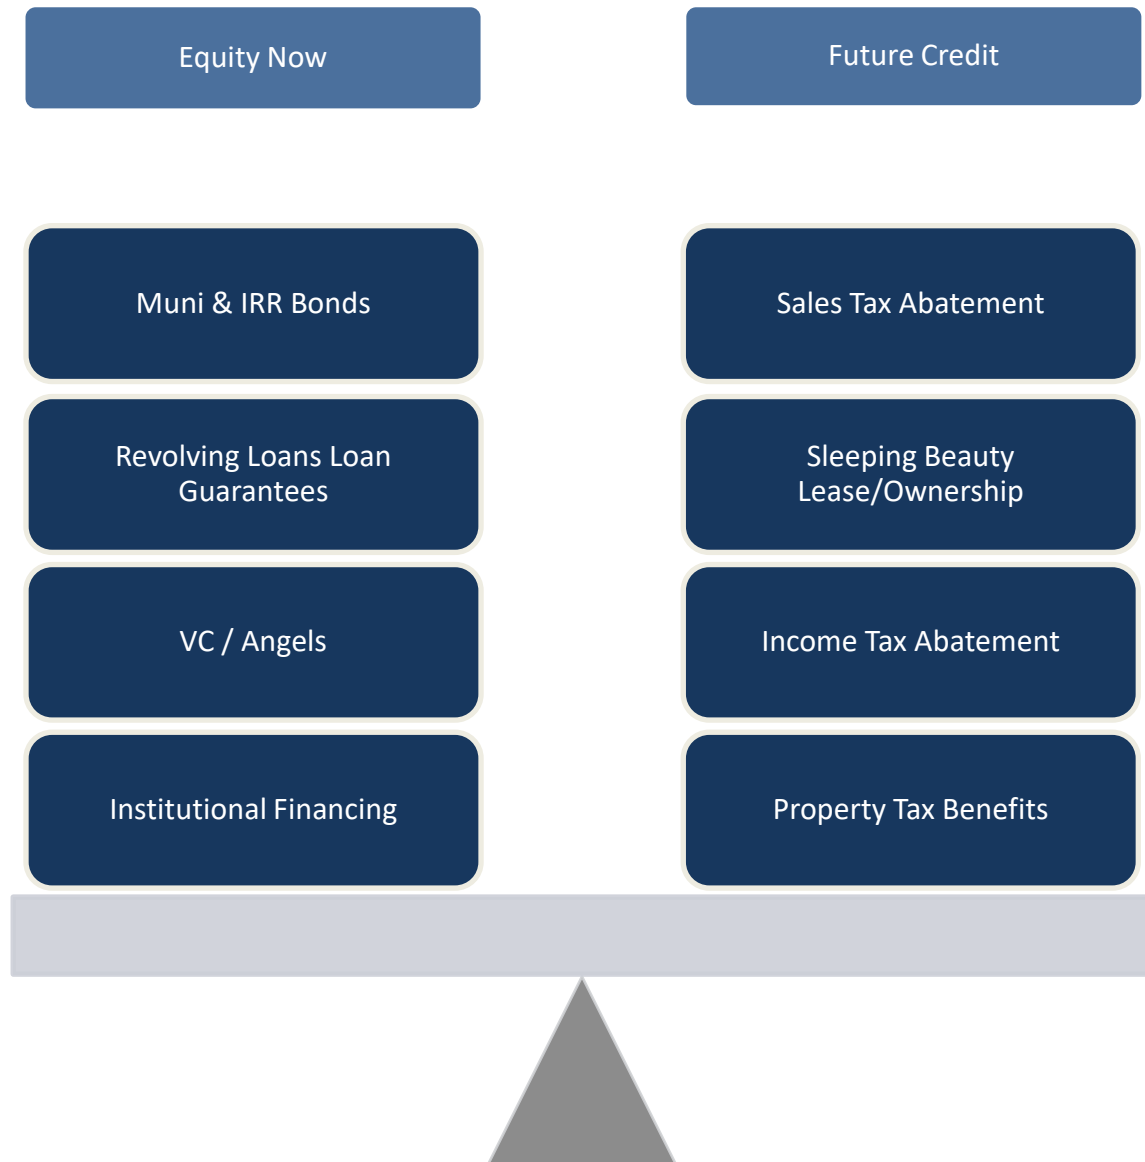 Equity Now
Future Credit
Muni & IRR Bonds
Sales Tax Abatement
Revolving Loans Loan
Guarantees
Sleeping Beauty
Lease/Ownership
VC / Angels
Income Tax Abatement
Institutional Financing
Property Tax Benefits